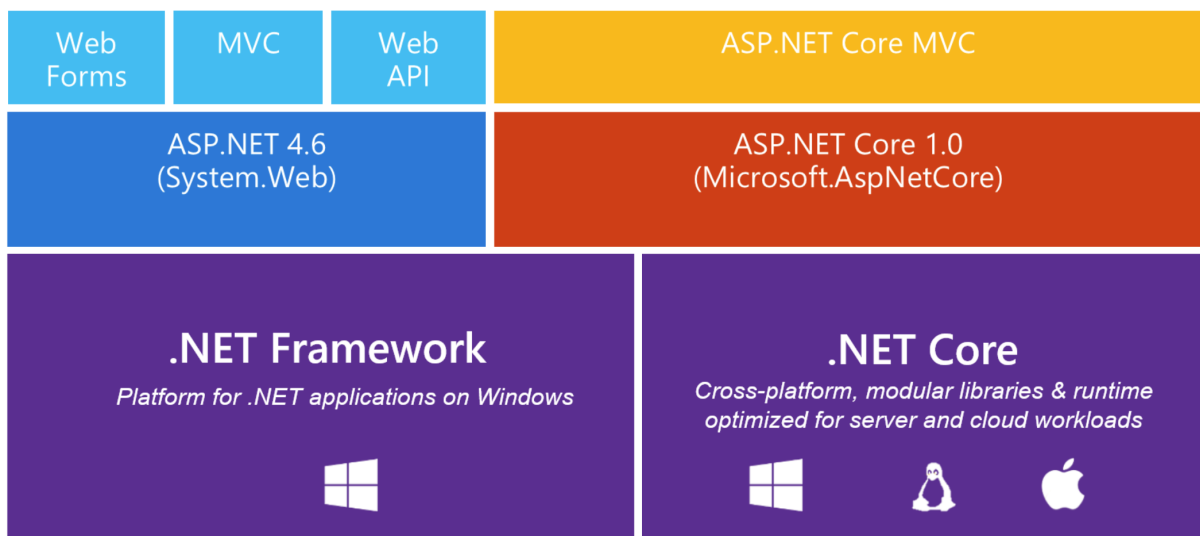 Web
Forms
MVC
Web
API
ASP.NET Core MVC
ASP.NET 4.6
(System.Web)
ASP.NET Core 1.0
(Microsoft.AspNetCore)
.NET Framework
Platform for .NET applications on Windows
.NET Core
Cross-platform, modular libraries & runtime
optimized for server and cloud workloads